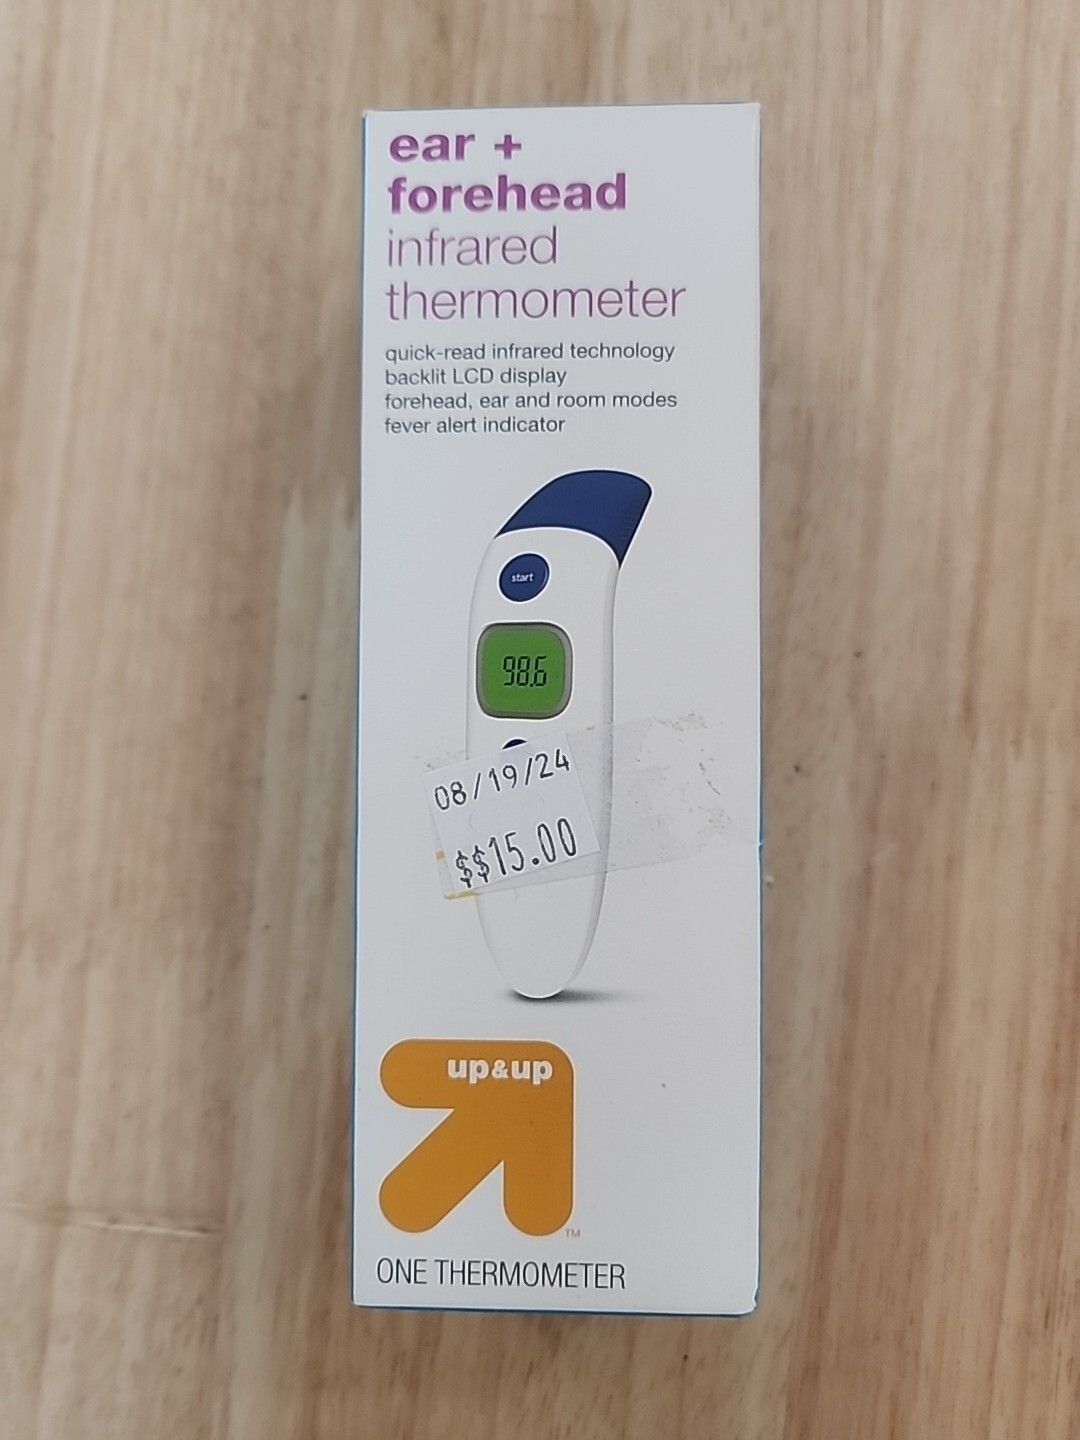 ear +
forehead
infrared
thermometer
quick-read infrared technology
backlit LCD display
forehead, ear and room modes
fever alert indicator
start
98.6
08/19/24
$$15.00
up&up
TM
ONE THERMOMETER